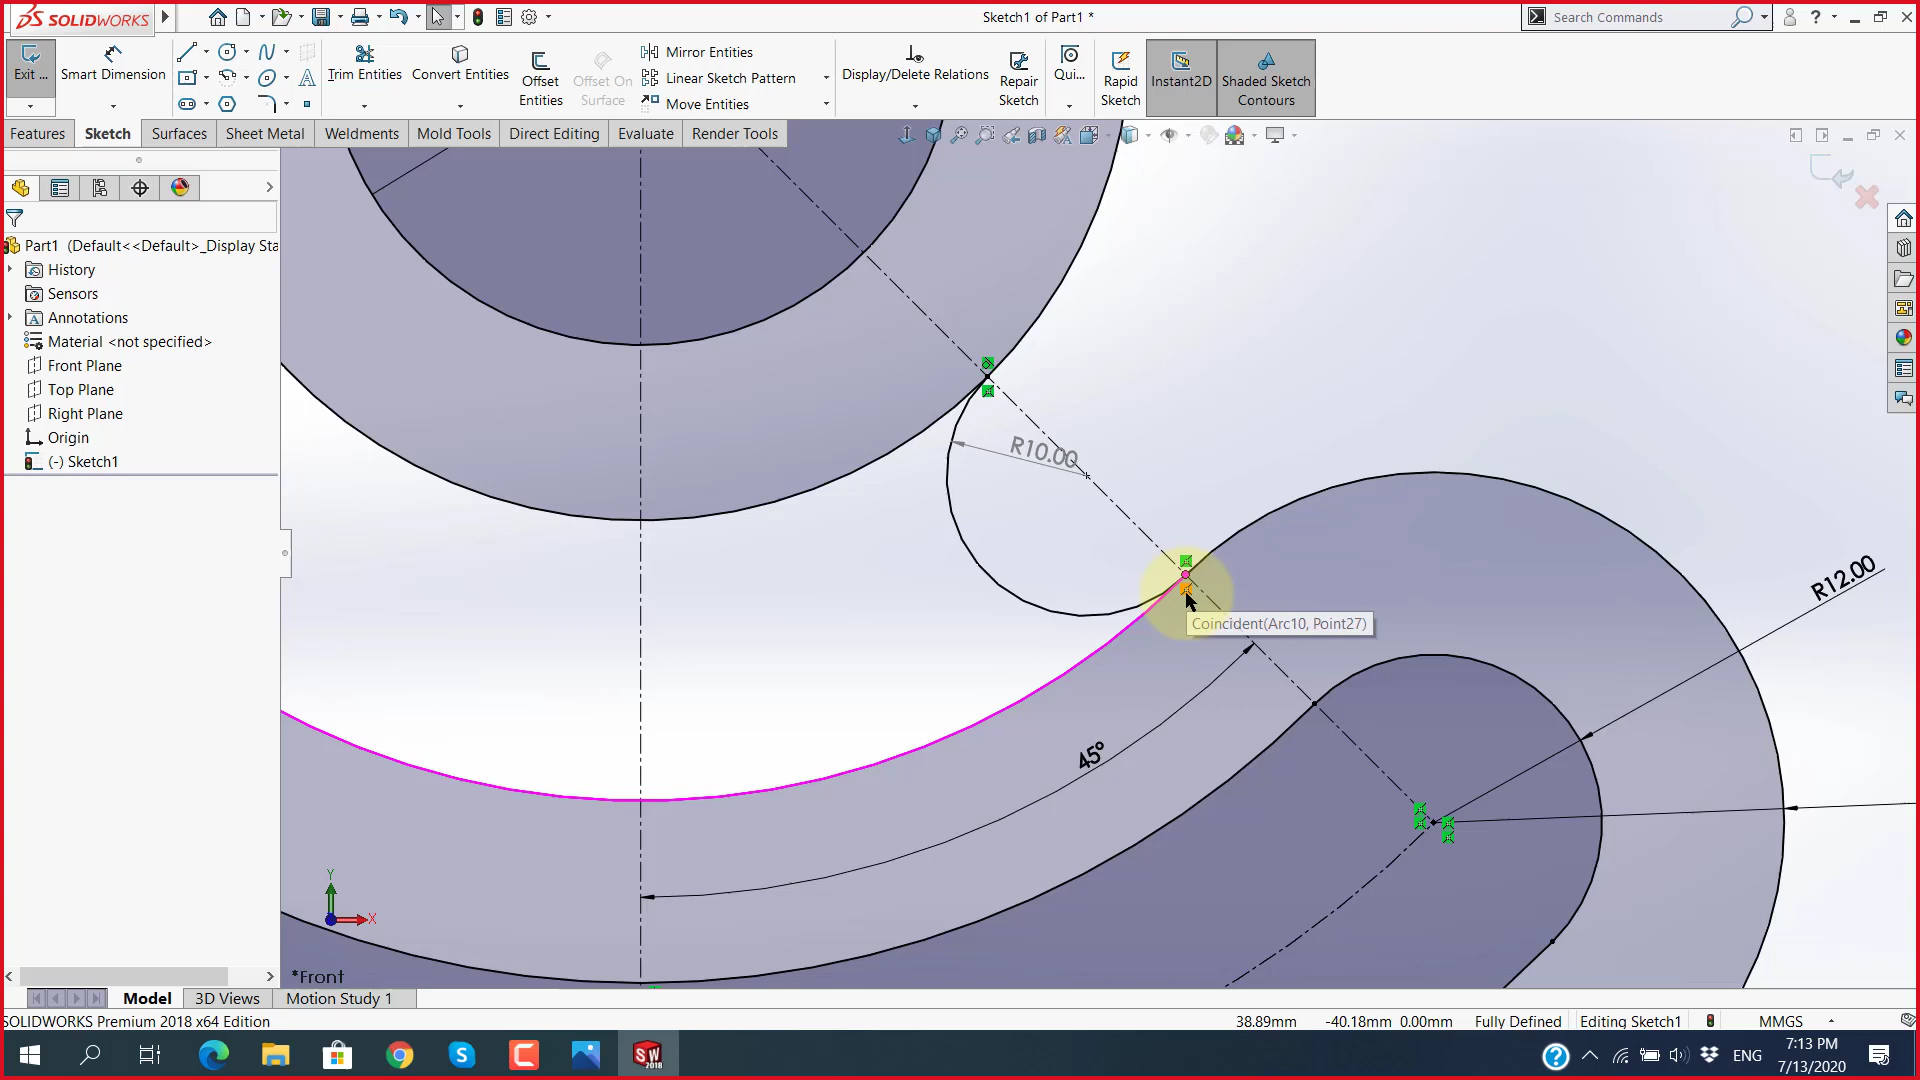 SOLIDWORKS
Sketch1 of Part1 *
Search Commands
Exit ...
Smart Dimension
Trim Entities
Convert Entities
Offset
Entities
Offset On
Surface
Mirror Entities
Linear Sketch Pattern
Move Entities
Display/Delete Relations
Repair
Sketch
Qui...
Rapid
Sketch
Instant2D
Shaded Sketch
Contours
Features
Sketch
Surfaces
Sheet Metal
Weldments
Mold Tools
Direct Editing
Evaluate
Render Tools
Part1 (Default<<Default>_Display Sta
History
Sensors
Annotations
Material <not specified>
Front Plane
Top Plane
Right Plane
Origin
(-) Sketch1
R10.00
R12.00
Coincident(Arc10, Point27)
45°
Y
X
*Front
Model
3D Views
Motion Study 1
SOLIDWORKS Premium 2018 x64 Edition
38.89mm
-40.18mm
0.00mm
Fully Defined
Editing Sketch1
MMGS
SW
2018
ENG
7:13 PM
7/13/2020